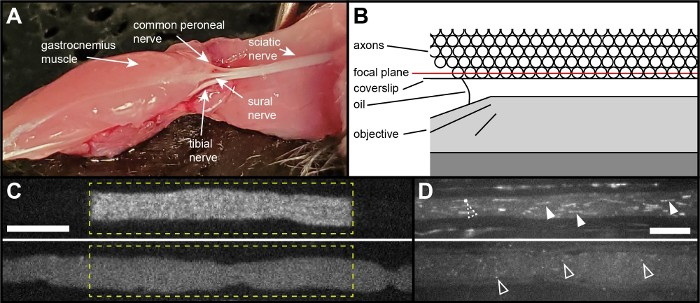 A
common peroneal
nerve
gastrocnemius
muscle
sciatic
nerve
sural
nerve
tibial
nerve
B
axons
focal plane
coverslip
oil
objective
C
D